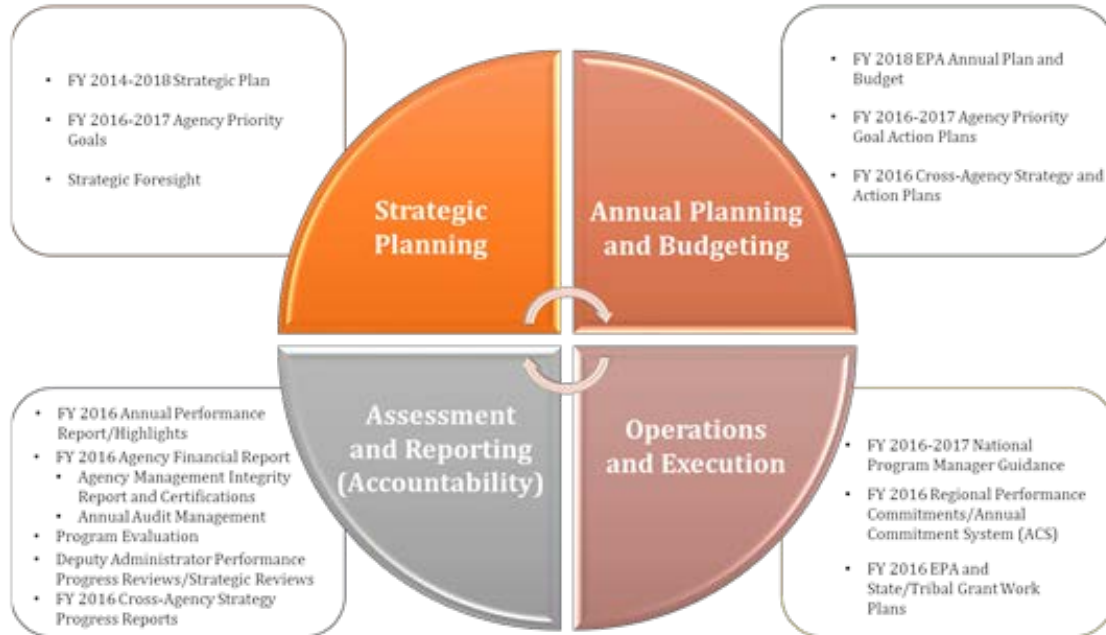 FY 2014-2018 Strategic Plan
FY 2016-2017 Agency Priority
Goals
Strategic Foresight
FY 2018 EPA Annual Plan and
Budget
FY 2016-2017 Agency Priority
Goal Action Plans
FY 2016 Cross-Agency Strategy and
Action Plans
Strategic
Planning
Annual Planning
and Budgeting
Assessment
and Reporting
(Accountability)
Operations
and Execution
FY 2016 Annual Performance
Report/Highlights
FY 2016 Agency Financial Report
Agency Management Integrity
Report and Certifications
Annual Audit Management
Program Evaluation
Deputy Administrator Performance
Progress Reviews/Strategic Reviews
FY 2016 Cross-Agency Strategy
Progress Reports
FY 2016-2017 National
Program Manager Guidance
FY 2016 Regional Performance
Commitments/Annual
Commitment System (ACS)
FY 2016 EPA and
State/Tribal Grant Work
Plans